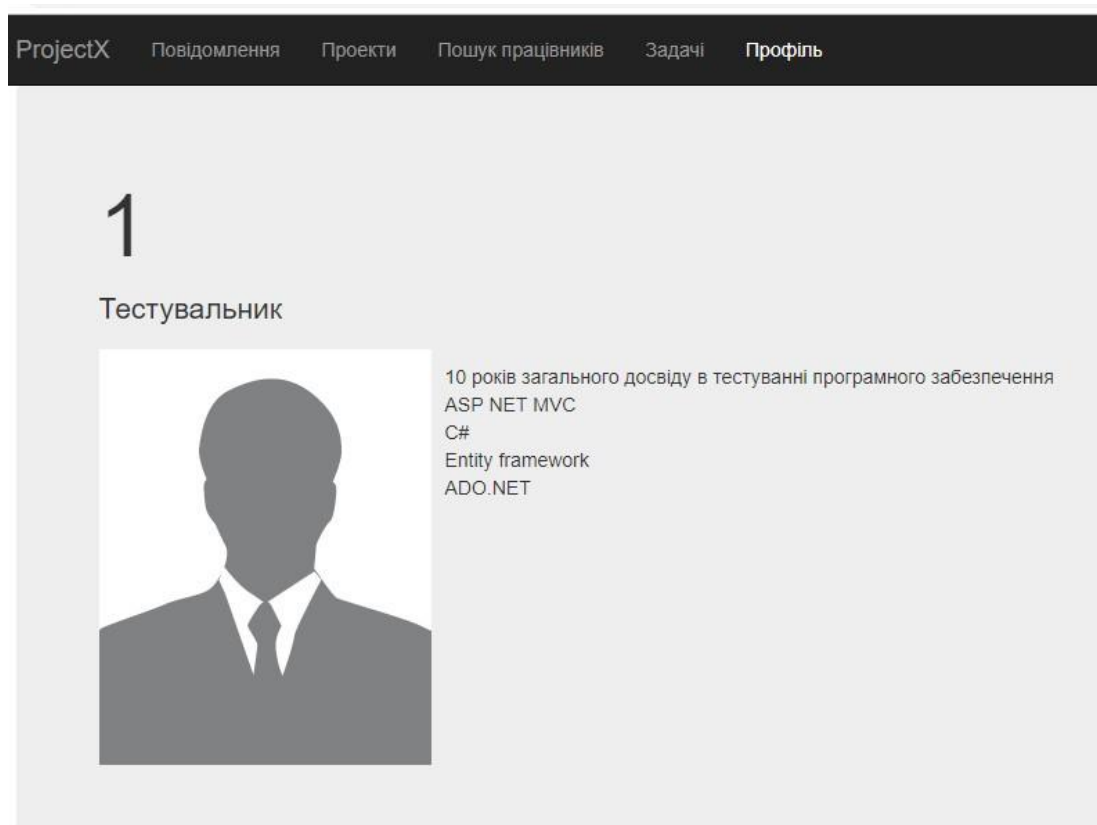 ProjectX Повідомлення Проекти Пошук працівників Задачі Профіль
1
Тестувальник
10 років загального досвіду в тестуванні програмного забезпечення
ASP NET MVC
C#
Entity framework
ADO.NET